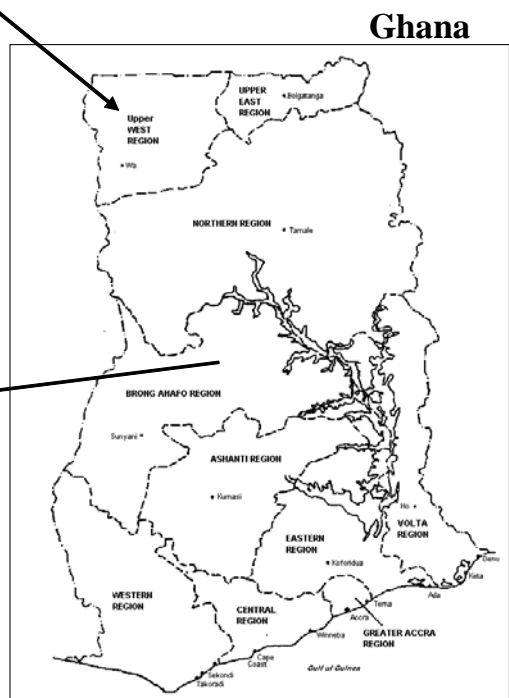 Ghana
UPPER
EAST
REGION
Bolgatanga
Upper
WEST
REGION
Wa
NORTHERN REGION
Tamale
BRONG AHAFO REGION
Sunyani
ASHANTI REGION
Kumasi
Ho
VOLTA
REGION
EASTERN
REGION
Koforidua
Denu
Keta
Ada
WESTERN
REGION
CENTRAL
REGION
Tema
Accra
GREATER ACCRA
REGION
Winneba
Cape
Coast
Sekondi
Takoradi
Gulf of Guinea